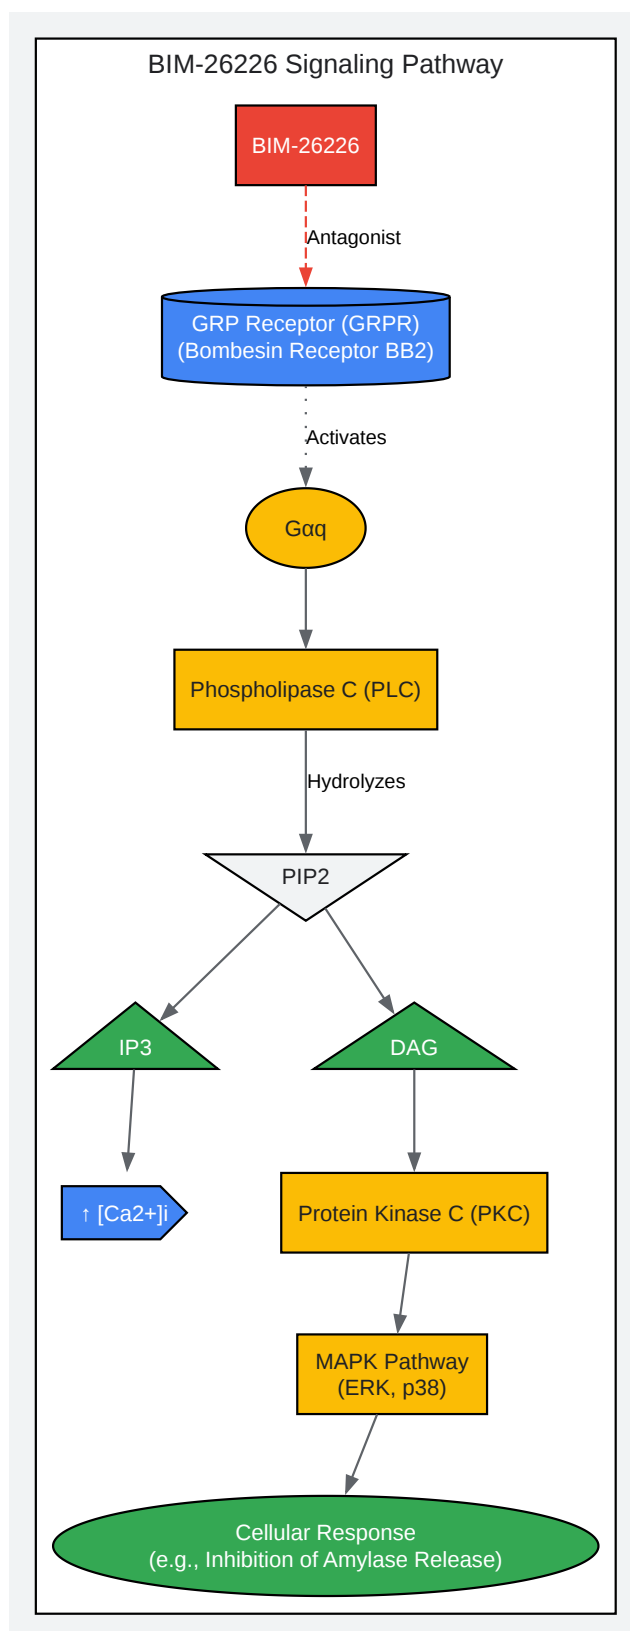 BIM-26226 Signaling Pathway
BIM-26226
Antagonist
GRP Receptor (GRPR)
(Bombesin Receptor BB2)
Activates
Gαq
Phospholipase C (PLC)
Hydrolyzes
PIP2
IP3
DAG
↑ [Ca2+]i
Protein Kinase C (PKC)
MAPK Pathway
(ERK, p38)
Cellular Response
(e.g., Inhibition of Amylase Release)